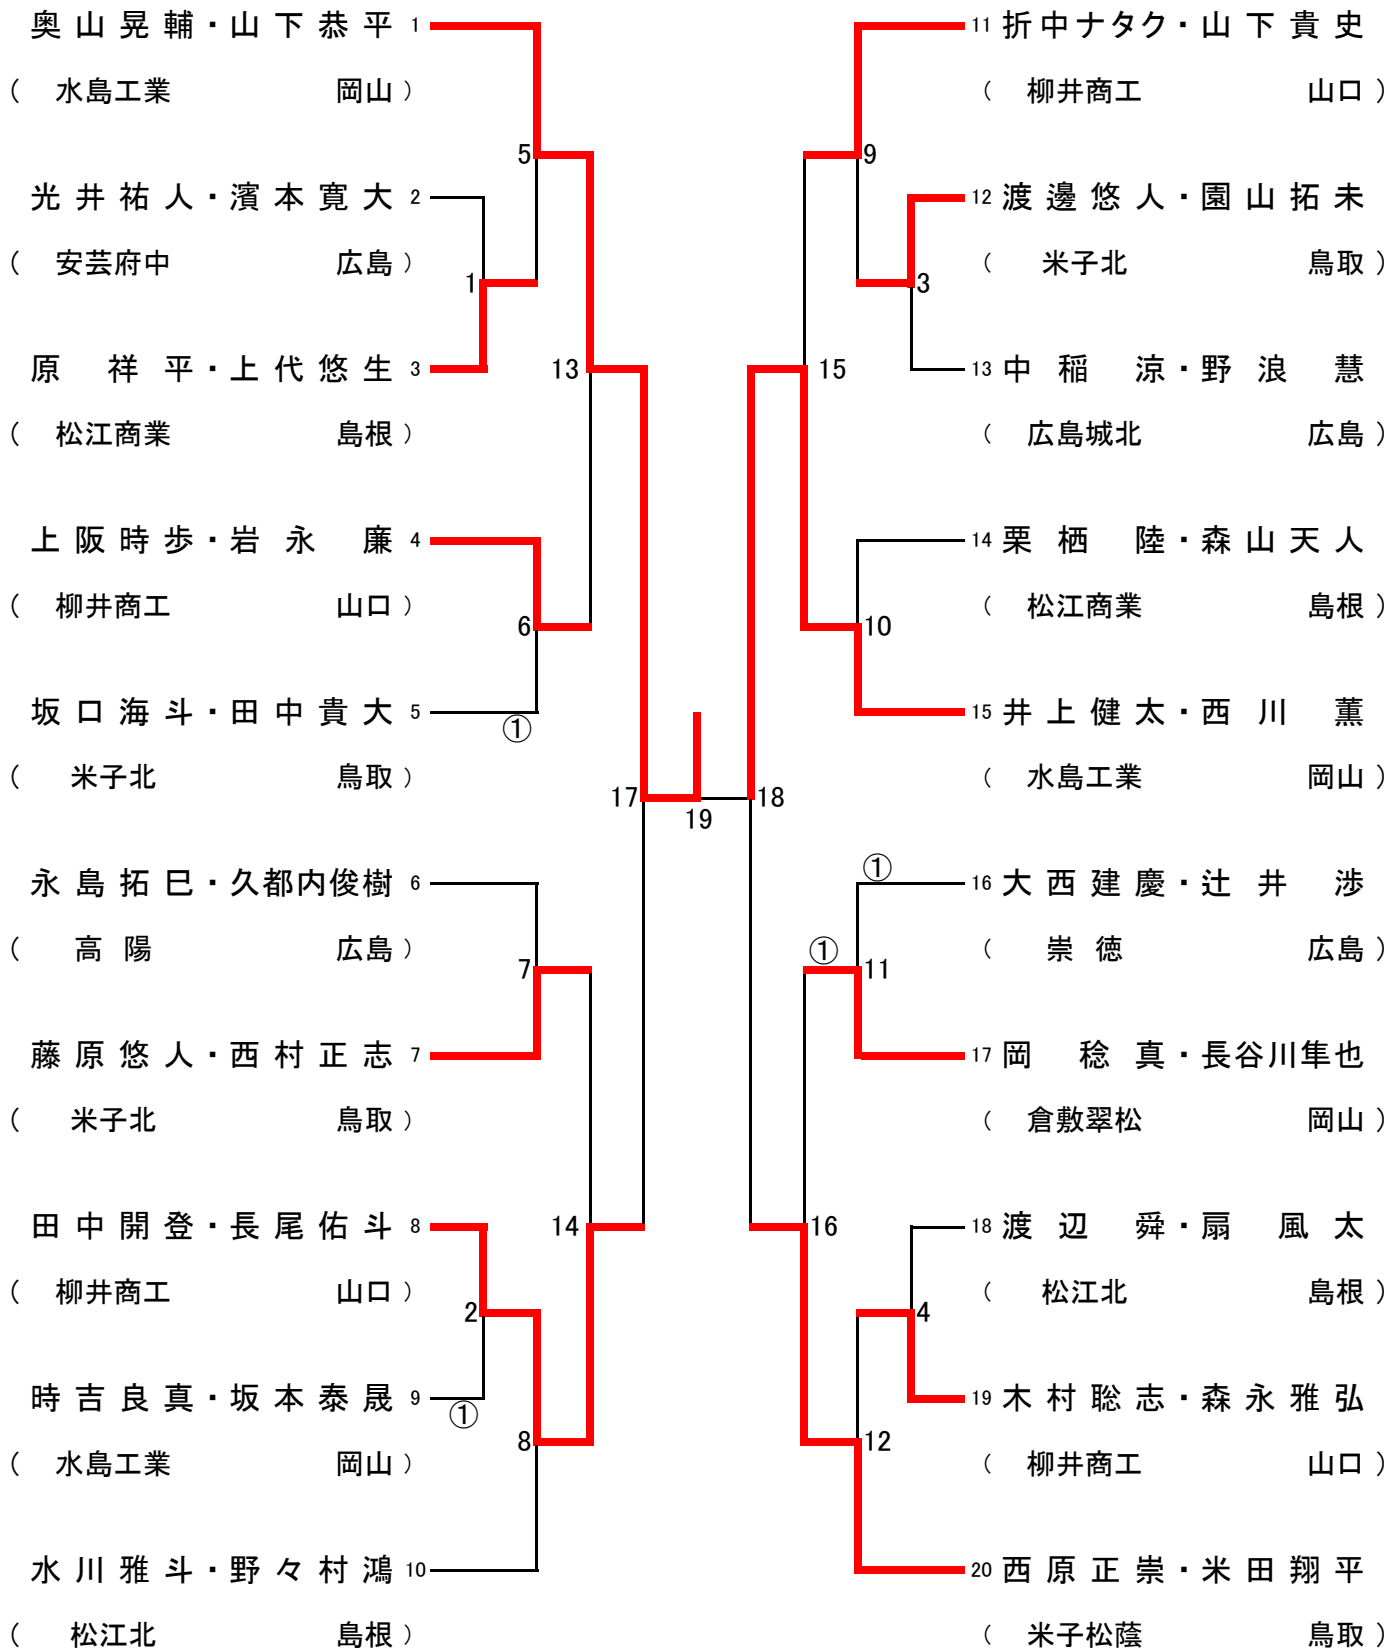 奥山晃輔・山下恭平 1
（ 水島工業 岡山 ）
光井祐人・濱本寛大 2
（ 安芸府中 広島 ）
1
原 祥平・上代悠生 3
（ 松江商業 島根 ）
5
上阪時歩・岩永 廉 4
（ 柳井商工 山口 ）
6
坂口海斗・田中貴大 5
①
（ 米子北 鳥取 ）
13
永島拓巳・久都内俊樹 6
（ 高陽 広島 ）
7
藤原悠人・西村正志 7
（ 米子北 鳥取 ）
田中開登・長尾佑斗 8
（ 柳井商工 山口 ）
2
時吉良真・坂本泰晟 9
①
（ 水島工業 岡山 ）
8
水川雅斗・野々村鴻 10
（ 松江北 島根 ）
14
17
19
18
11 折中ナタク・山下貴史
（ 柳井商工 山口 ）
9
12 渡邊悠人・園山拓未
（ 米子北 鳥取 ）
3
13 中稲 涼・野浪 慧
（ 広島城北 広島 ）
15
14 栗栖 陸・森山天人
（ 松江商業 島根 ）
10
15 井上健太・西川 薫
（ 水島工業 岡山 ）
①
16 大西建慶・辻井 渉
（ 崇徳 広島 ）
①
11
17 岡 稔真・長谷川隼也
（ 倉敷翠松 岡山 ）
16
18 渡辺 舜・扇 風太
（ 松江北 島根 ）
4
19 木村聡志・森永雅弘
（ 柳井商工 山口 ）
12
20 西原正崇・米田翔平
（ 米子松蔭 鳥取 ）